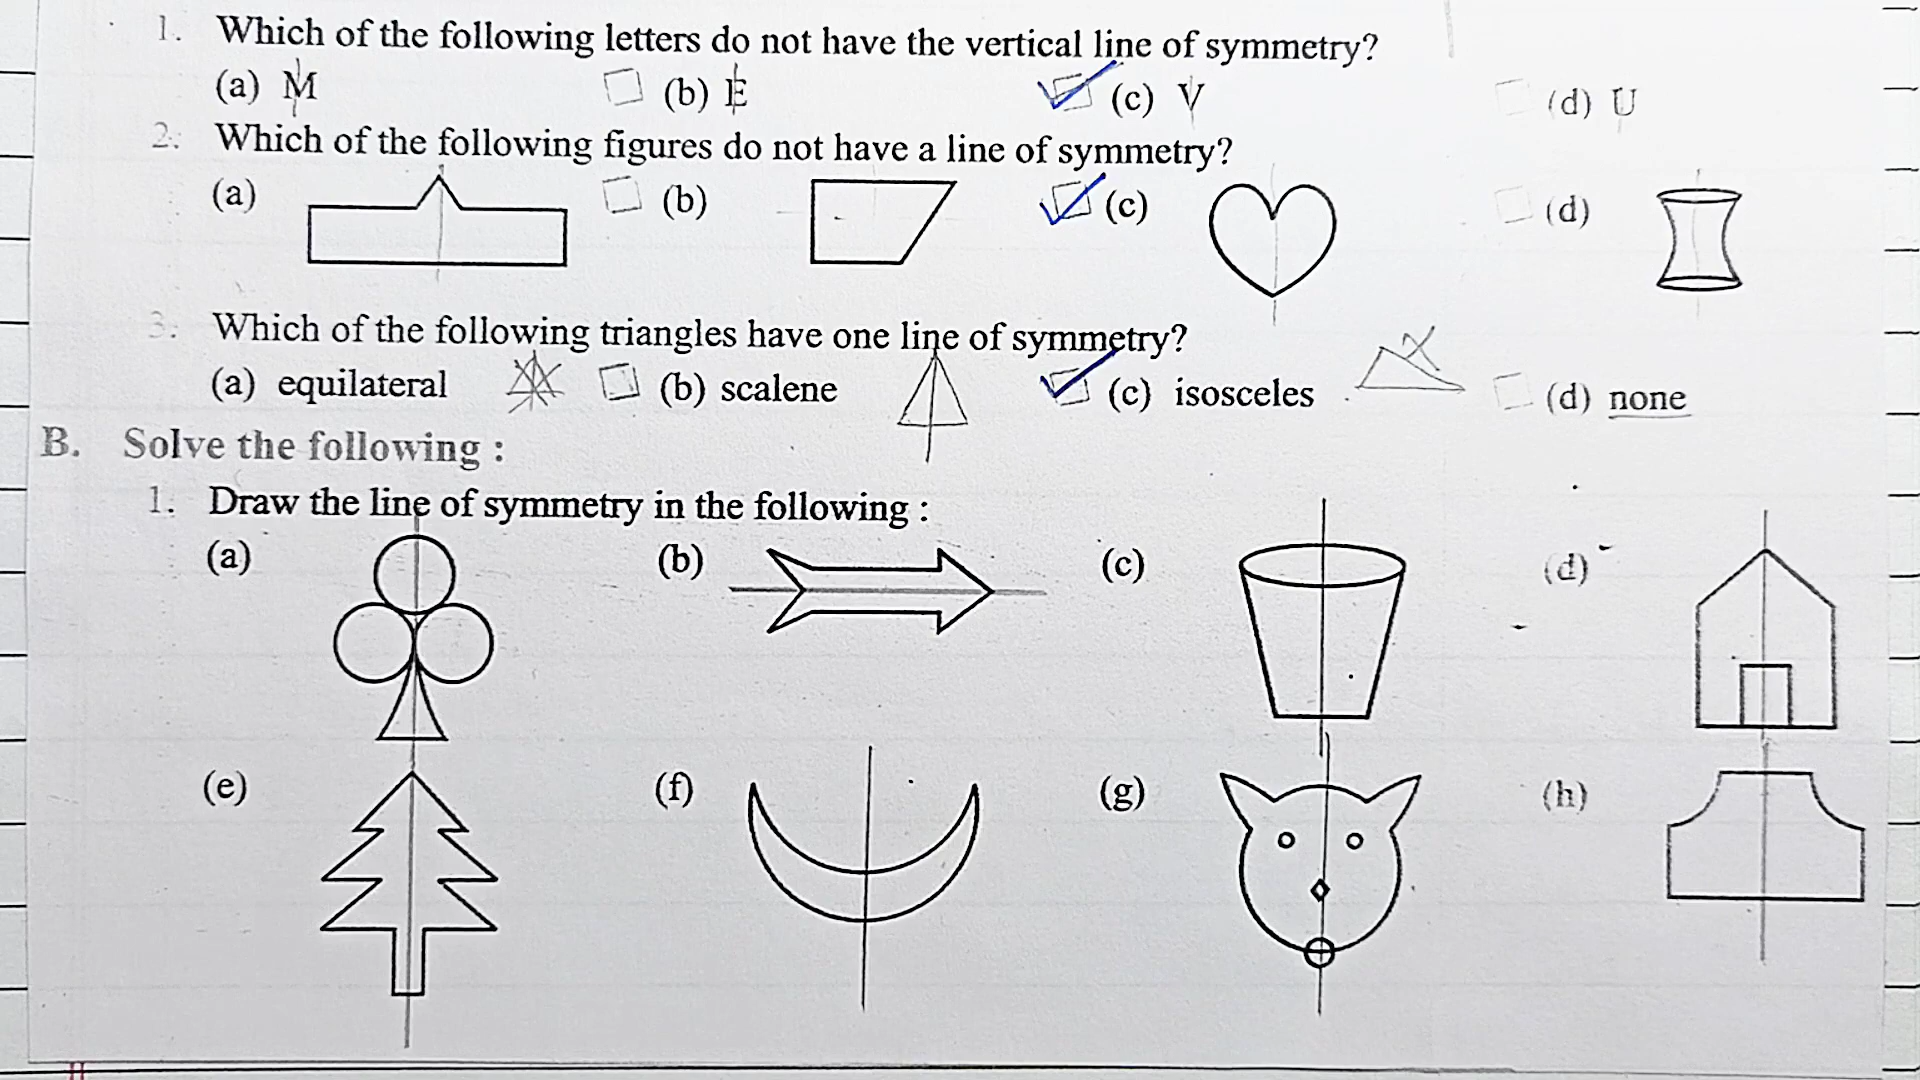 1. Which of the following letters do not have the vertical line of symmetry?
(a) M (b) E (c) V (d) U
2. Which of the following figures do not have a line of symmetry?
(a) (b) (c) (d)
3. Which of the following triangles have one line of symmetry?
(a) equilateral (b) scalene (c) isosceles (d) none
B. Solve the following :
1. Draw the line of symmetry in the following :
(a) (b) (c) (d)
(e) (f) (g) (h)